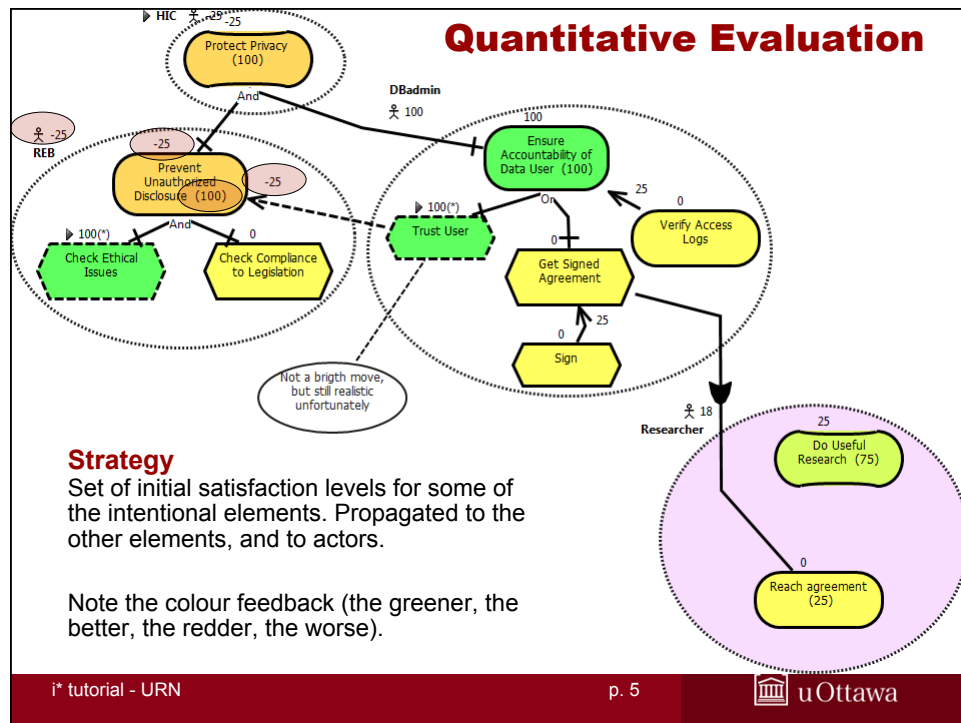 Quantitative Evaluation
HIC -25
-25
Protect Privacy
(100)
And
DBadmin
100
100
Ensure
Accountability of
Data User (100)
Or
-25
REB
-25
-25
Prevent
Unauthorized
Disclosure (100)
And
100(*)
Check Ethical
Issues
0
Check Compliance
to Legislation
100(*)
Trust User
0
Get Signed
Agreement
25
0
Verify Access
Logs
25
0
Sign
Not a brigth move,
but still realistic
unfortunately
18
Researcher
25
Do Useful
Research (75)
0
Reach agreement
(25)
Strategy
Set of initial satisfaction levels for some of
the intentional elements. Propagated to the
other elements, and to actors.
Note the colour feedback (the greener, the
better, the redder, the worse).
i* tutorial - URN
p. 5
uOttawa